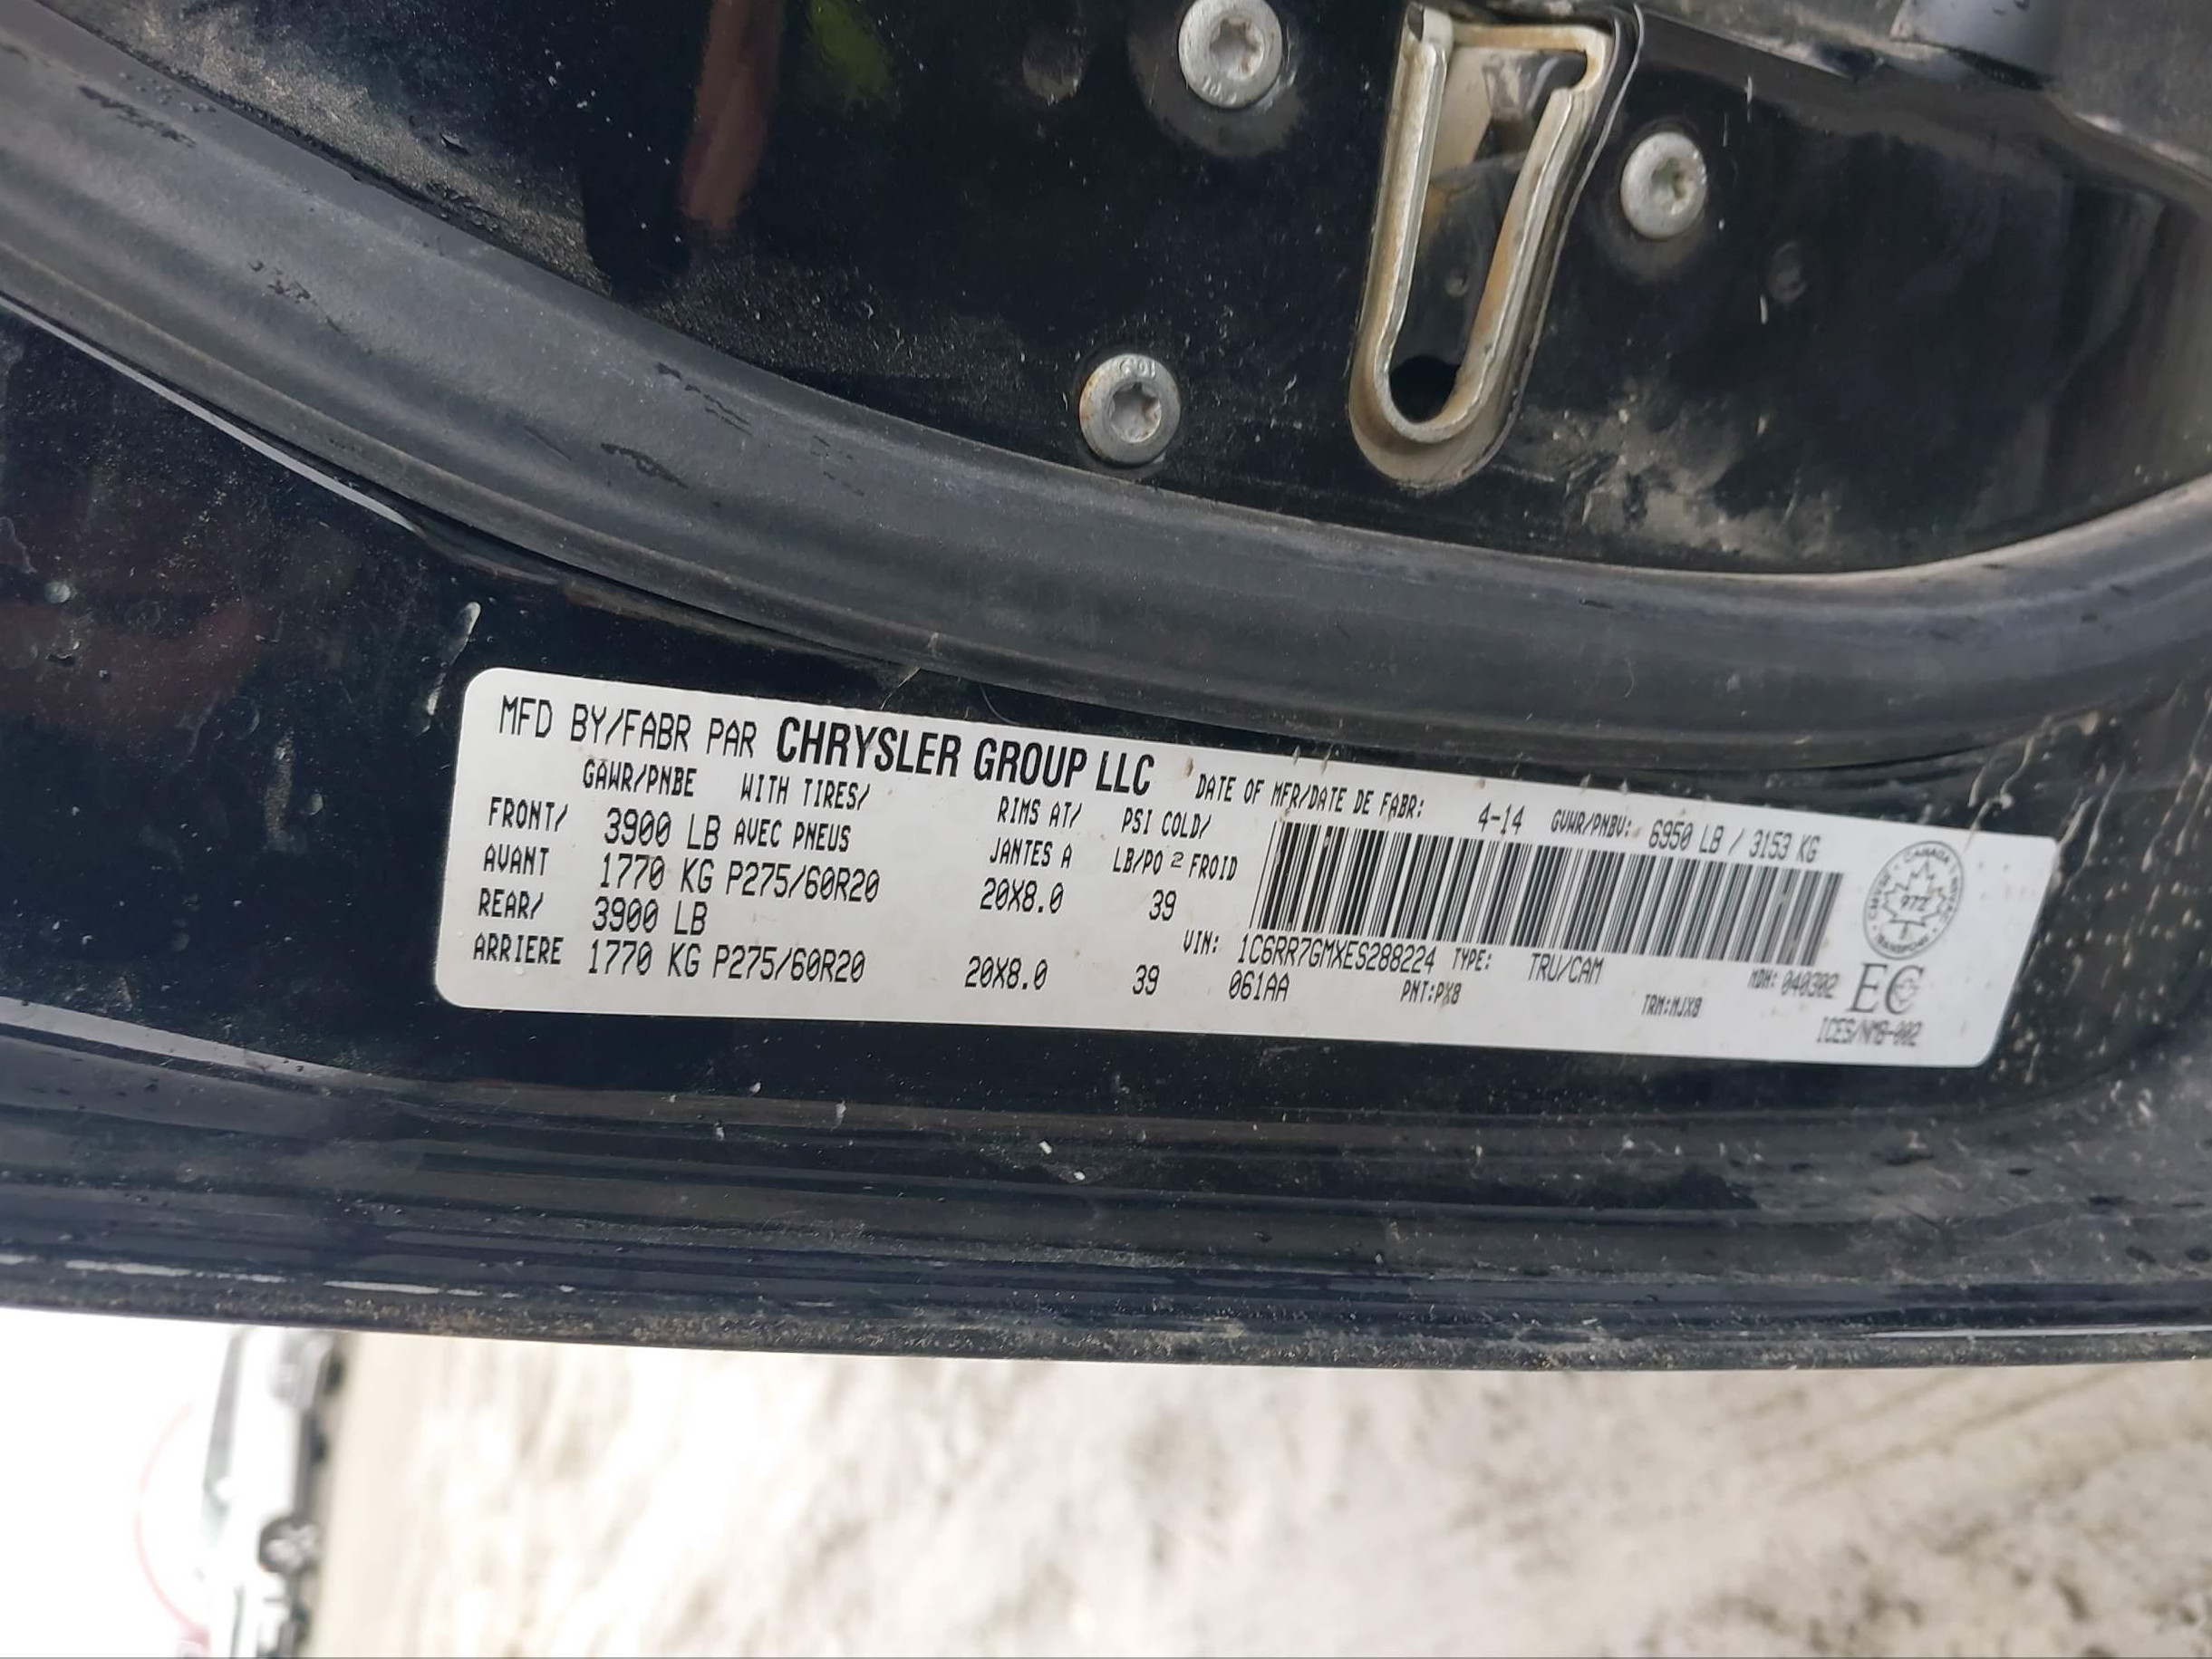 MFD BY/FABR PAR CHRYSLER GROUP LLC DATE OF MFR/DATE DE FABR: 4-14 GVWR/PNBV: 6950 LB / 3153 KG
GAWR/PNBE WITH TIRES/ RIMS AT/ PSI COLD/
FRONT/ 3900 LB AVEC PNEUS JANTES A LB/PO 2 FROID
AVANT 1770 KG P275/60R20 20X8.0 39
REAR/ 3900 LB
ARRIERE 1770 KG P275/60R20 20X8.0 39
VIN: 1C6RR7GMXES288224 TYPE: TRU/CAM MDH: 040302
061AA PNT:PX8 TRM:MJX8
CANADA
972
TRANSPORT
EC
ICES/NMB-002